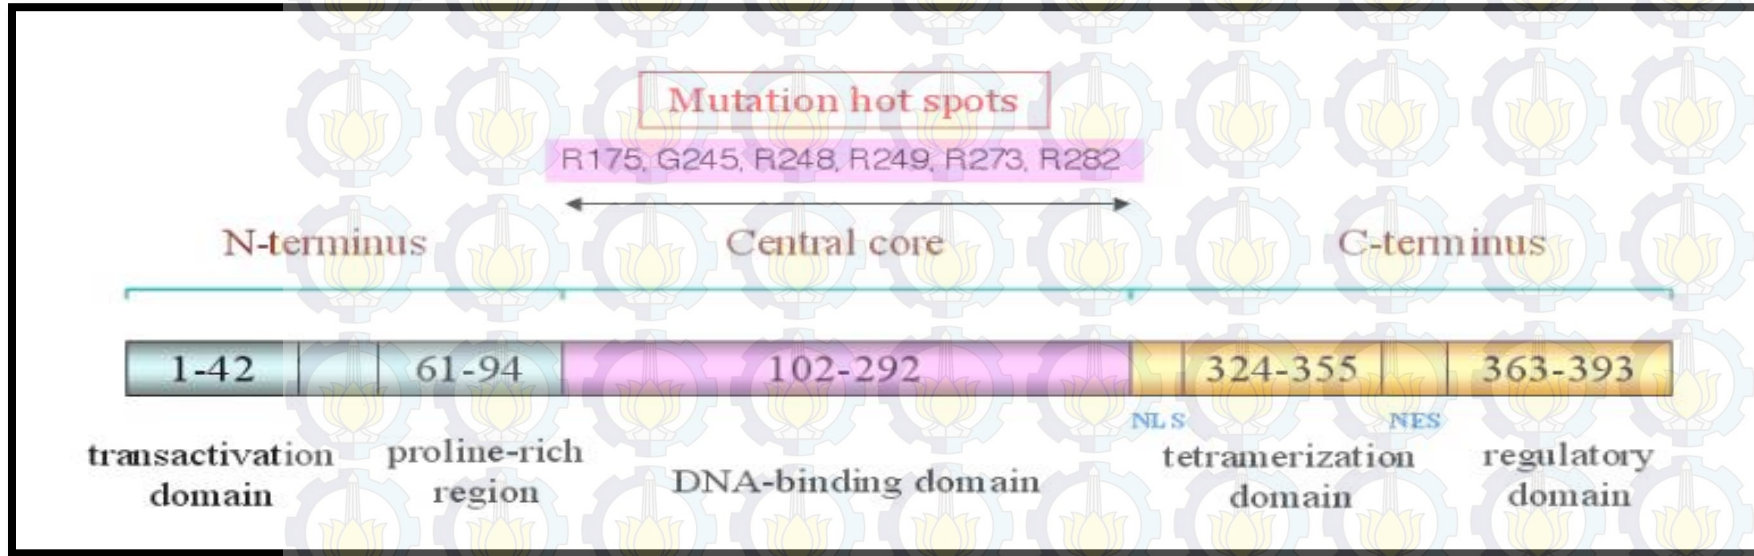 Mutation hot spots
R175, G245, R248, R249, R273, R282
N-terminus
Central core
C-terminus
1-42
61-94
102-292
324-355
363-393
NLS
NES
transactivation
domain
proline-rich
region
DNA-binding domain
tetramerization
domain
regulatory
domain